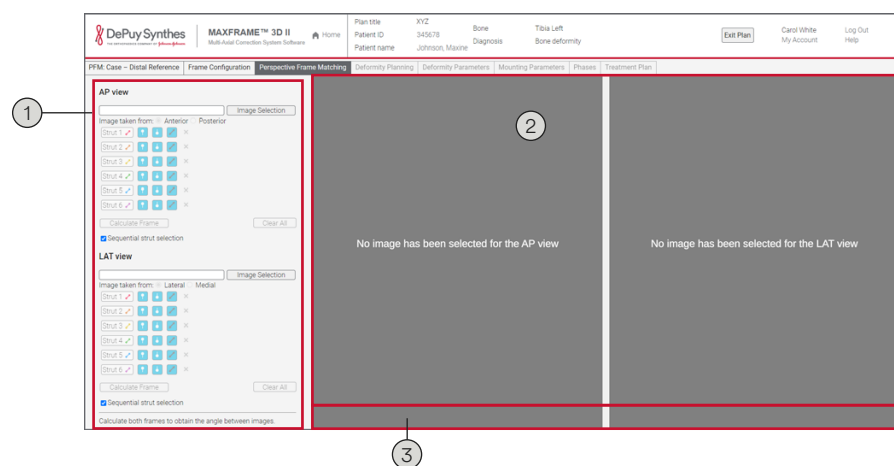 DePuy Synthes
THE ORTHOPAEDICS COMPANY OF Johnson & Johnson
MAXFRAME™ 3D II
Multi-Axial Correction System Software
Home
Plan title XYZ
Patient ID 345678
Patient name Johnson, Maxine
Bone Tibia Left
Diagnosis Bone deformity
Exit Plan
Carol White
My Account
Log Out
Help
PFM: Case – Distal Reference Frame Configuration Perspective Frame Matching Deformity Planning Deformity Parameters Mounting Parameters Phases Treatment Plan
AP view
Image Selection
Image taken from: Anterior Posterior
Strut 1
Strut 2
Strut 3
Strut 4
Strut 5
Strut 6
Calculate Frame Clear All
Sequential strut selection
LAT view
Image Selection
Image taken from: Lateral Medial
Strut 1
Strut 2
Strut 3
Strut 4
Strut 5
Strut 6
Calculate Frame Clear All
Sequential strut selection
Calculate both frames to obtain the angle between images.
No image has been selected for the AP view
No image has been selected for the LAT view
1
2
3